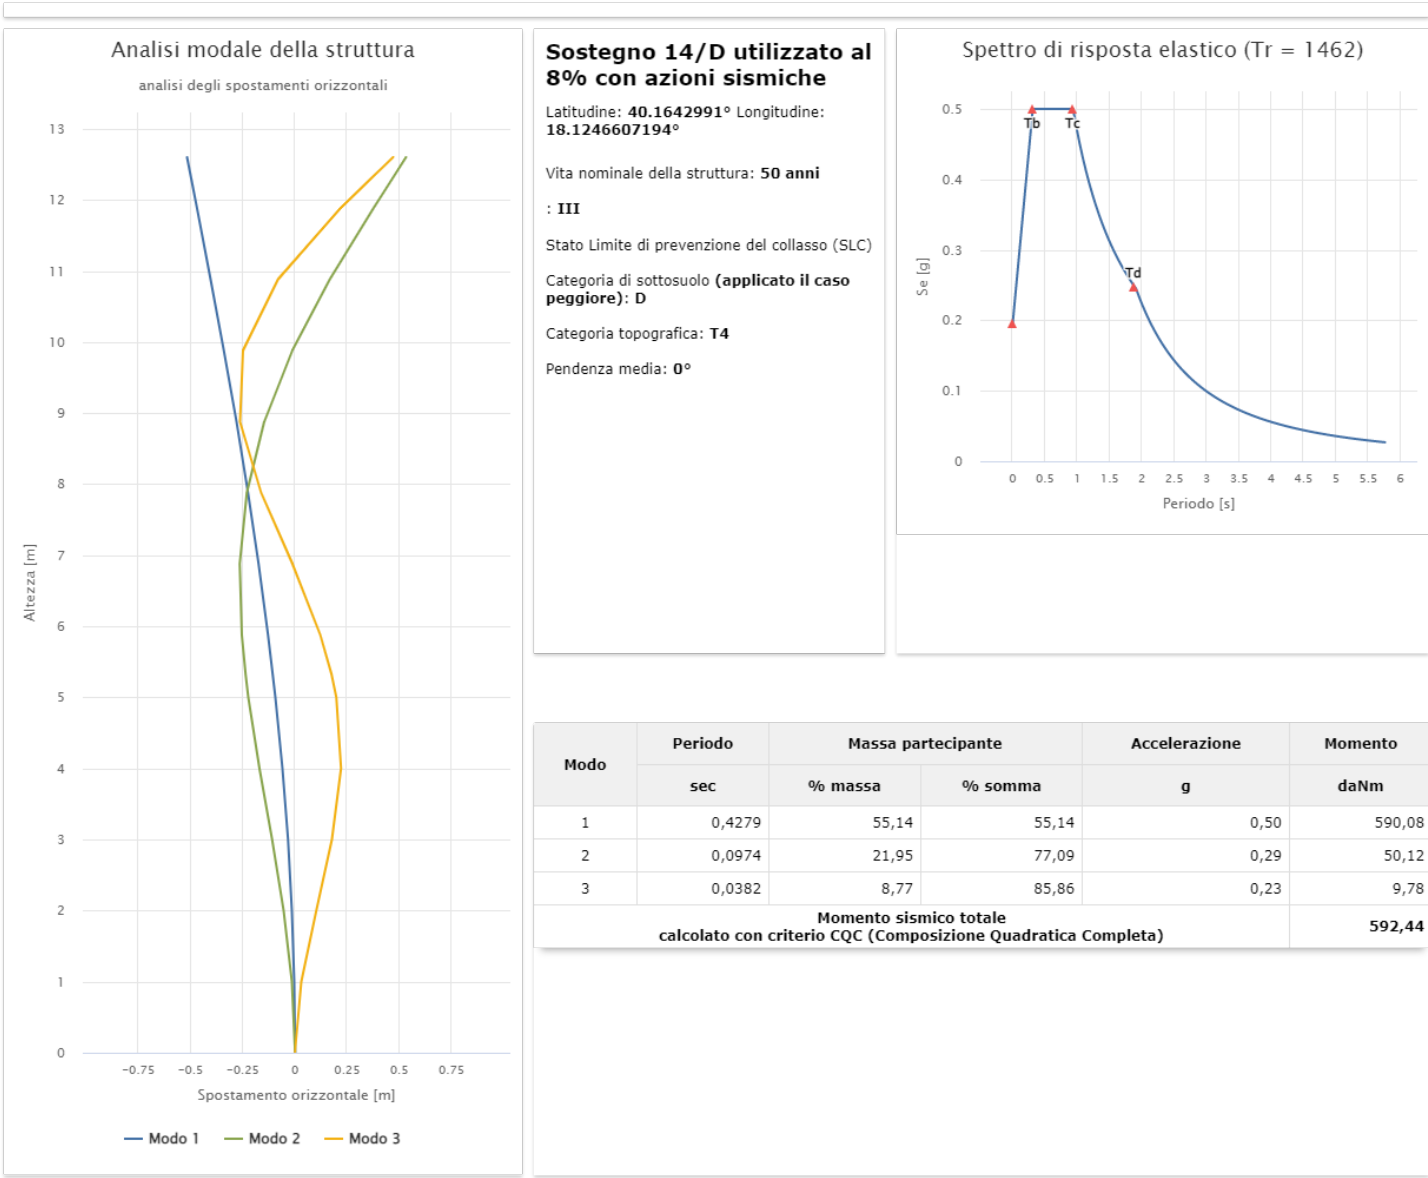 Analisi modale della struttura
analisi degli spostamenti orizzontali
13
12
11
10
9
8
7
6
5
4
3
2
1
0
Altezza [m]
−0.75 −0.5 −0.25 0 0.25 0.5 0.75
Spostamento orizzontale [m]
Modo 1 Modo 2 Modo 3
Sostegno 14/D utilizzato al
8% con azioni sismiche
Latitudine: 40.1642991° Longitudine:
18.1246607194°
Vita nominale della struttura: 50 anni
: III
Stato Limite di prevenzione del collasso (SLC)
Categoria di sottosuolo (applicato il caso
peggiore): D
Categoria topografica: T4
Pendenza media: 0°
Spettro di risposta elastico (Tr = 1462)
0.5
0.4
0.3
0.2
0.1
0
Se [g]
Tb Tc
Td
0 0.5 1 1.5 2 2.5 3 3.5 4 4.5 5 5.5 6
Periodo [s]
Modo Periodo Massa partecipante Accelerazione Momento
sec % massa % somma g daNm
1 0,4279 55,14 55,14 0,50 590,08
2 0,0974 21,95 77,09 0,29 50,12
3 0,0382 8,77 85,86 0,23 9,78
Momento sismico totale
calcolato con criterio CQC (Composizione Quadratica Completa) 592,44